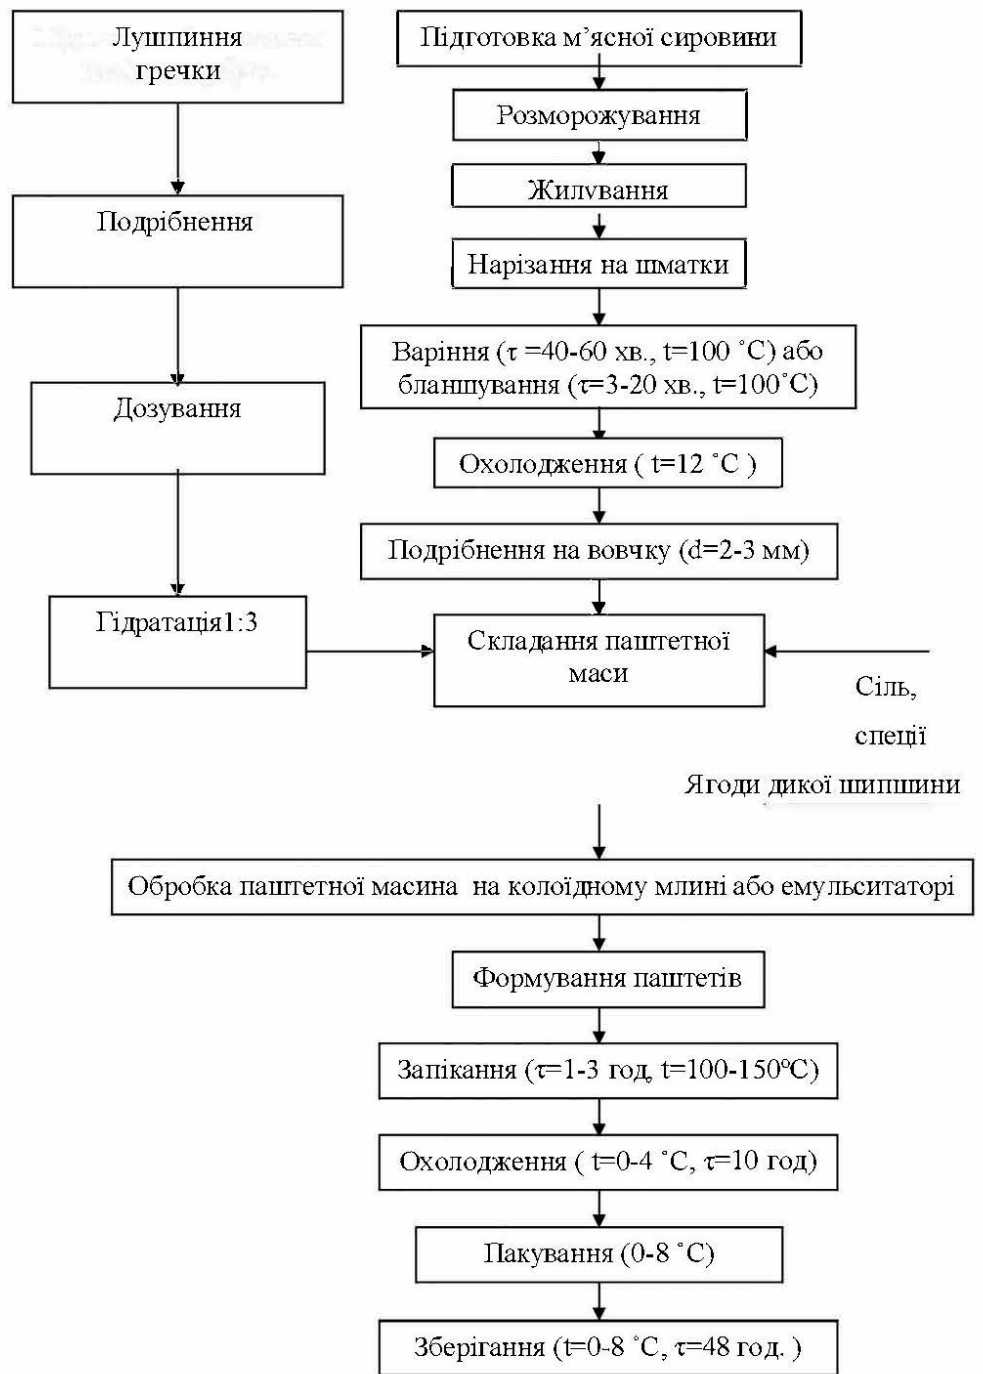 Лушпиння
гречки
Подрібнення
Дозування
Гідратація1:3
Підготовка м’ясної сировини
Розморожування
Жилування
Нарізання на шматки
Варіння (τ =40-60 хв., t=100 ˚C) або
бланшування (τ=3-20 хв., t=100˚C)
Охолодження ( t=12 ˚C )
Подрібнення на вовчку (d=2-3 мм)
Складання паштетної
маси
Сіль,
спеції
Ягоди дикої шипшини
Обробка паштетної масина на колоїдному млині або емульситаторі
Формування паштетів
Запікання (τ=1-3 год, t=100-150ºC)
Охолодження ( t=0-4 ˚C, τ=10 год)
Пакування (0-8 ˚C)
Зберігання (t=0-8 ˚C, τ=48 год. )